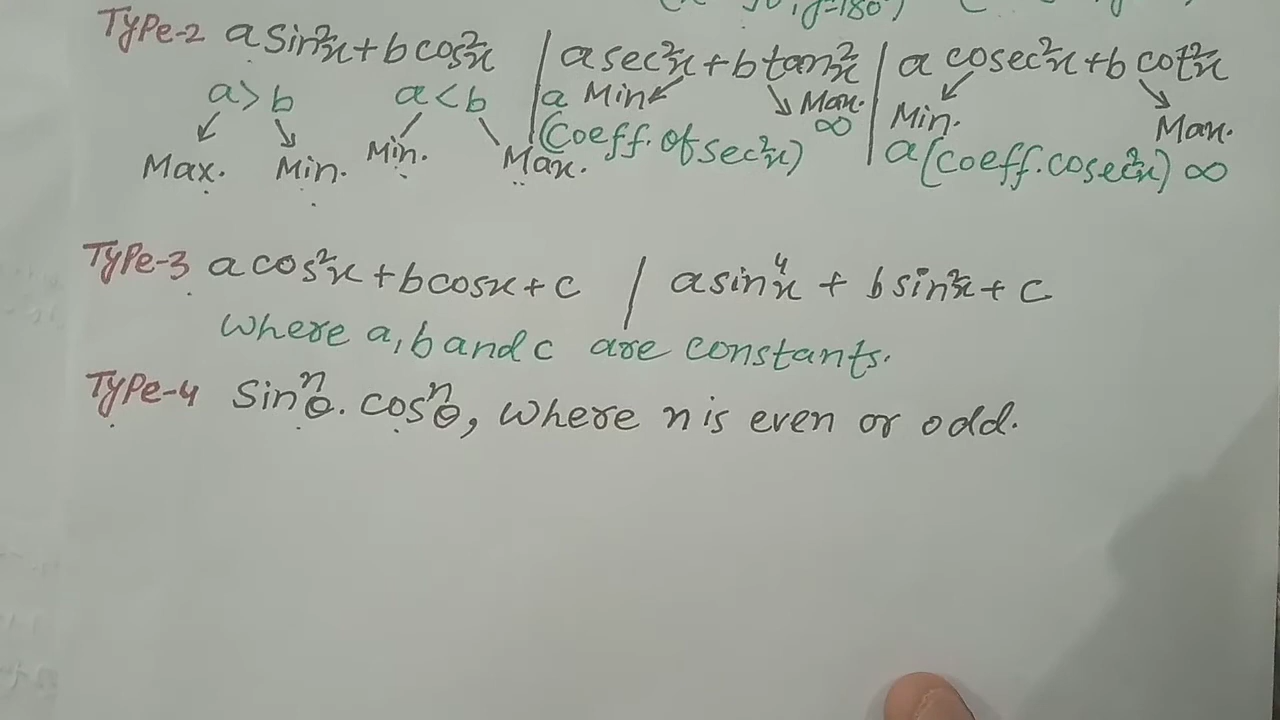 y=180°)
Type-2 a sin²x + b cos²x | a sec²x + b tan²x | a cosec²x + b cot²x
a > b a < b a Min. Max. ∞ Min. Max.
Max. Min. Min. Max. (Coeff. of sec²x) a (coeff. cosec²x) ∞
Type-3 a cos²x + b cosx + c | a sin⁴x + b sin²x + c
where a, b and c are constants.
Type-4 Sinⁿθ. cosⁿθ, where n is even or odd.